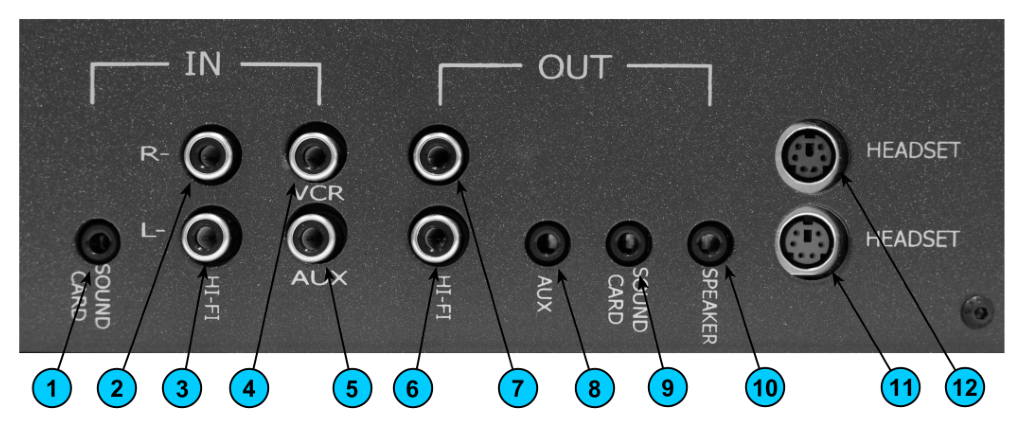 IN
OUT
R-
HEADSET
VCR
L-
HEADSET
SOUND
CARD
HI-FI
AUX
HI-FI
AUX
SOUND
CARD
SPEAKER
1
2
3
4
5
6
7
8
9
10
11
12